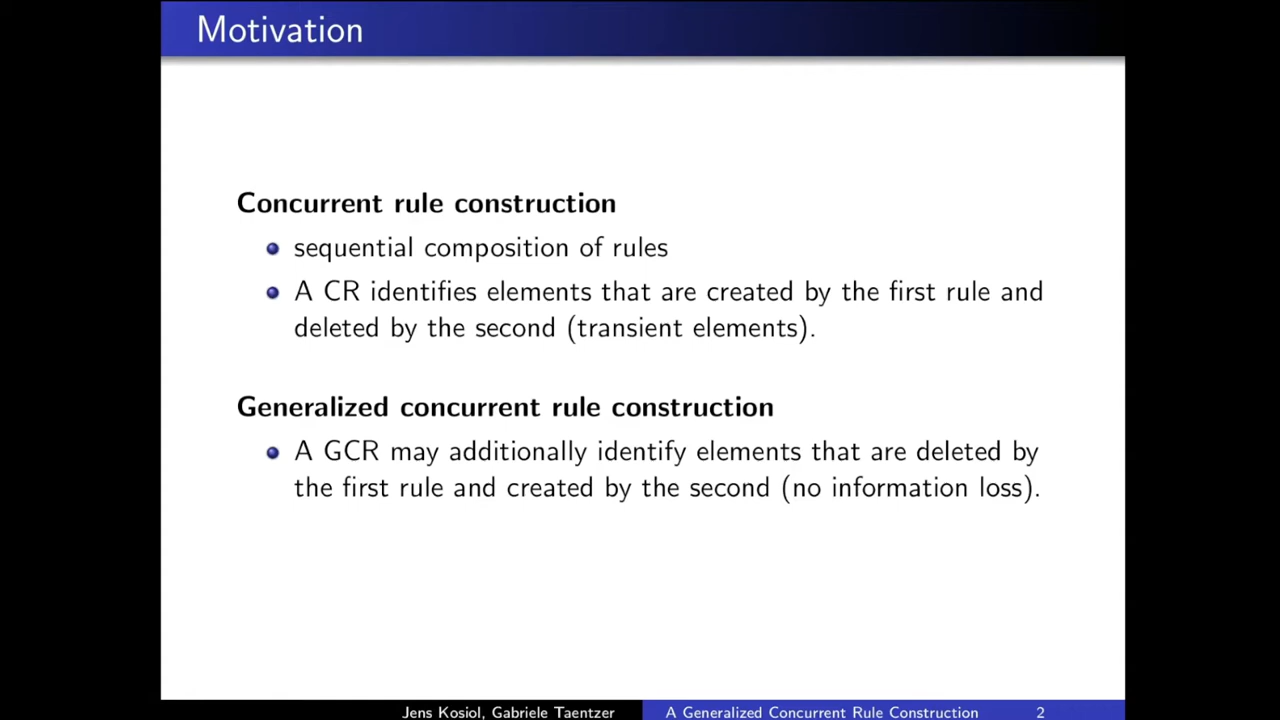 Motivation
Concurrent rule construction
sequential composition of rules
A CR identifies elements that are created by the first rule and
deleted by the second (transient elements).
Generalized concurrent rule construction
A GCR may additionally identify elements that are deleted by
the first rule and created by the second (no information loss).
Jens Kosiol, Gabriele Taentzer A Generalized Concurrent Rule Construction 2